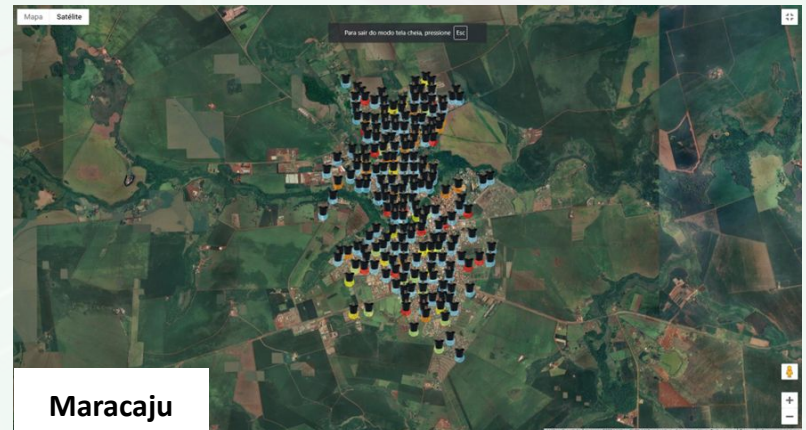 Mapa Satélite
Para sair do modo tela cheia, pressione Esc
+
−
Maracaju